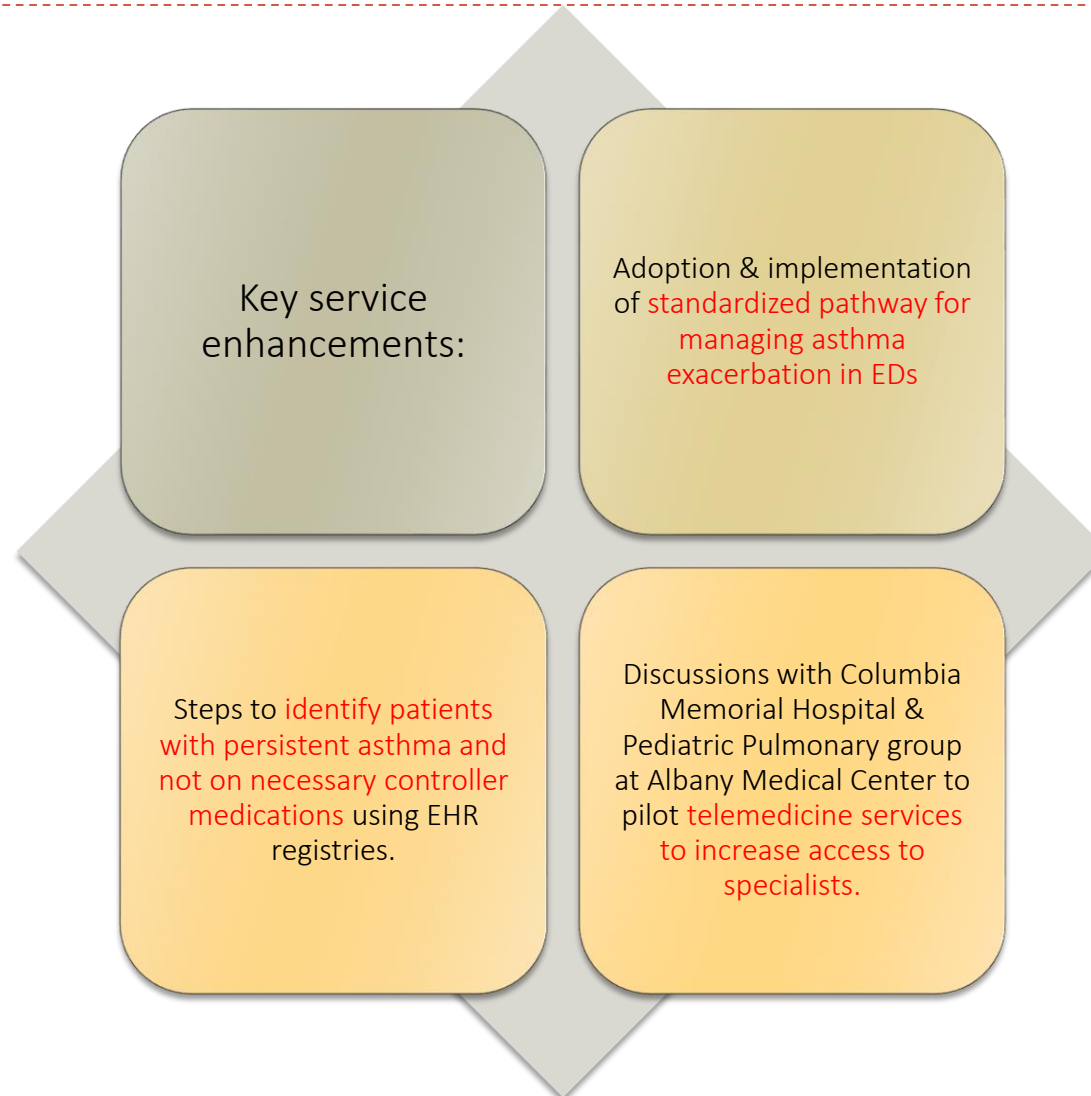 Key service
enhancements:
Adoption & implementation
of standardized pathway for
managing asthma
exacerbation in EDs
Steps to identify patients
with persistent asthma and
not on necessary controller
medications using EHR
registries.
Discussions with Columbia
Memorial Hospital &
Pediatric Pulmonary group
at Albany Medical Center to
pilot telemedicine services
to increase access to
specialists.